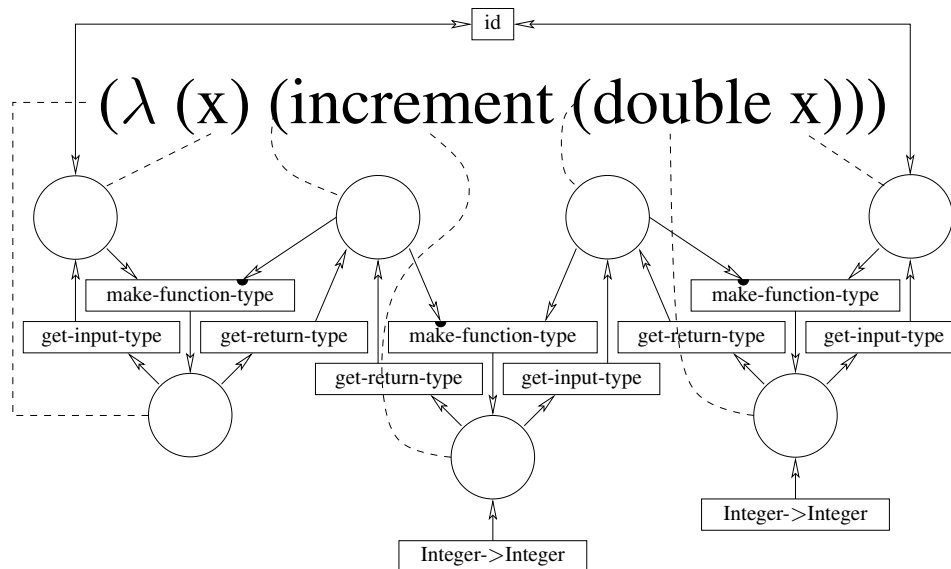 id
(λ (x) (increment (double x)))
make-function-type
make-function-type
get-input-type
get-return-type
make-function-type
get-return-type
get-input-type
get-return-type
get-input-type
Integer->Integer
Integer->Integer